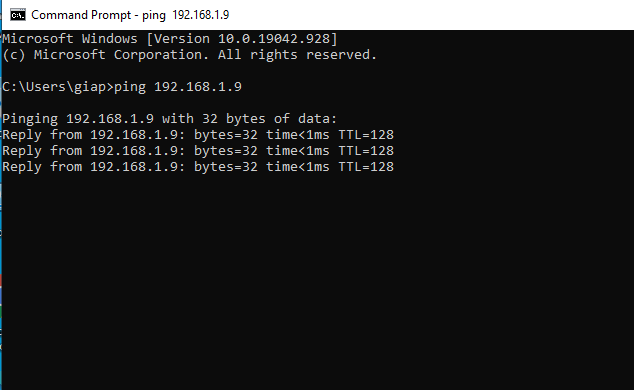 Command Prompt - ping 192.168.1.9
Microsoft Windows [Version 10.0.19042.928]
(c) Microsoft Corporation. All rights reserved.
C:\Users\giap>ping 192.168.1.9
Pinging 192.168.1.9 with 32 bytes of data:
Reply from 192.168.1.9: bytes=32 time<1ms TTL=128
Reply from 192.168.1.9: bytes=32 time<1ms TTL=128
Reply from 192.168.1.9: bytes=32 time<1ms TTL=128